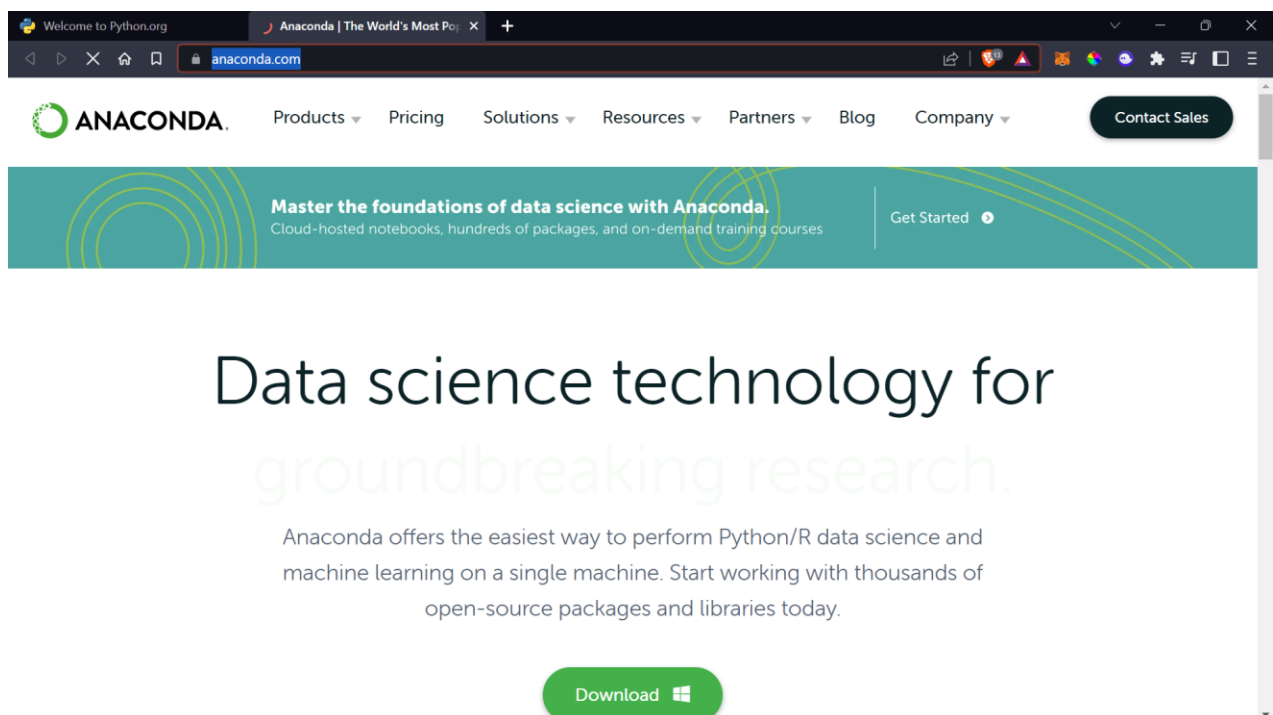 Welcome to Python.org
Anaconda | The World's Most Pop
anaconda.com
13
ANACONDA.
Products
Pricing
Solutions
Resources
Partners
Blog
Company
Contact Sales
Master the foundations of data science with Anaconda.
Cloud-hosted notebooks, hundreds of packages, and on-demand training courses
Get Started
Data science technology for
groundbreaking research.
Anaconda offers the easiest way to perform Python/R data science and
machine learning on a single machine. Start working with thousands of
open-source packages and libraries today.
Download